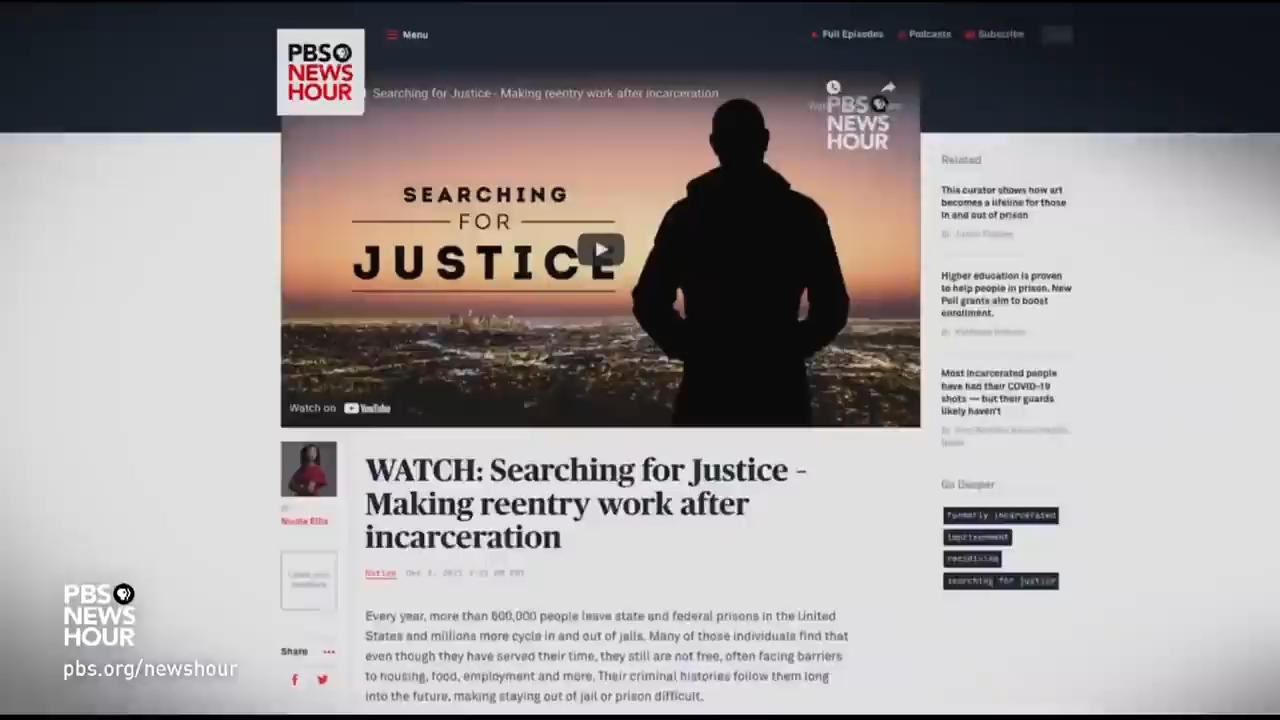 PBS
NEWS
HOUR
Menu
Full Episodes
Podcasts
Subscribe
Searching for Justice - Making reentry work after incarceration
PBS
NEWS
HOUR
SEARCHING
FOR
JUSTICE
Watch on YouTube
Related
This curator shows how art
becomes a lifeline for those
in and out of prison
Higher education is proven
to help people in prison. New
Pell grants aim to boost
enrollment.
Most incarcerated people
have had their COVID-19
shots — but their guards
likely haven't
Go Deeper
formerly incarcerated
imprisonment
recidivism
searching for justice
Nicole Ellis
WATCH: Searching for Justice -
Making reentry work after
incarceration
Nation
Every year, more than 600,000 people leave state and federal prisons in the United
States and millions more cycle in and out of jails. Many of those individuals find that
even though they have served their time, they still are not free, often facing barriers
to housing, food, employment and more. Their criminal histories follow them long
into the future, making staying out of jail or prison difficult.
Share
PBS
NEWS
HOUR
pbs.org/newshour